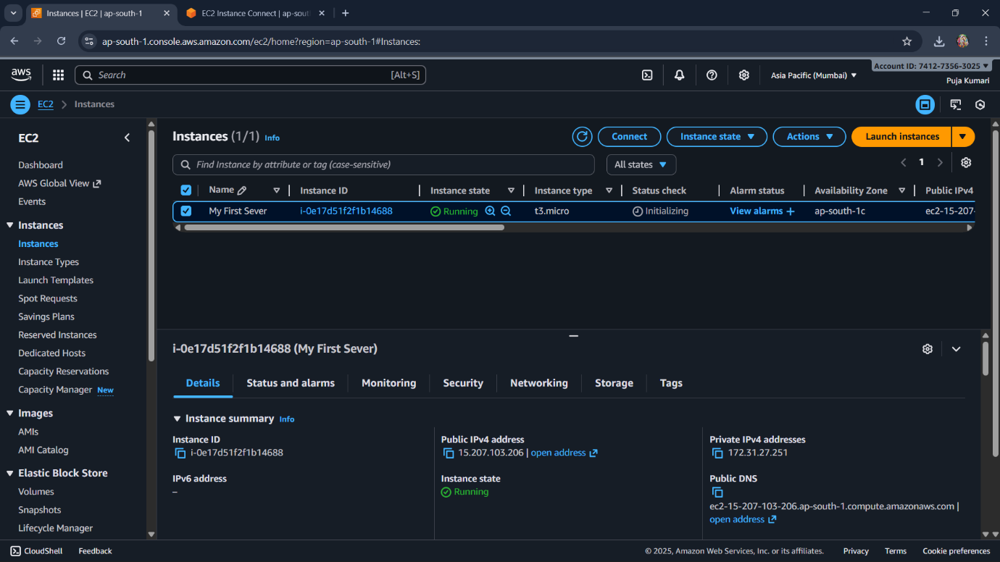 Instances | EC2 | ap-south-1
EC2 Instance Connect | ap-sout
ap-south-1.console.aws.amazon.com/ec2/home?region=ap-south-1#Instances:
aws
Search
[Alt+S]
Asia Pacific (Mumbai)
Account ID: 7412-7356-3025
Puja Kumari
EC2
Instances
EC2
Dashboard
AWS Global View
Events
Instances
Instances
Instance Types
Launch Templates
Spot Requests
Savings Plans
Reserved Instances
Dedicated Hosts
Capacity Reservations
Capacity Manager New
Images
AMIs
AMI Catalog
Elastic Block Store
Volumes
Snapshots
Lifecycle Manager
Instances (1/1) Info
Connect
Instance state
Actions
Launch instances
Find Instance by attribute or tag (case-sensitive)
All states
1
Name Instance ID Instance state Instance type Status check Alarm status Availability Zone Public IPv4
My First Sever i-0e17d51f2f1b14688 Running t3.micro Initializing View alarms + ap-south-1c ec2-15-207-
i-0e17d51f2f1b14688 (My First Sever)
Details Status and alarms Monitoring Security Networking Storage Tags
Instance summary Info
Instance ID
i-0e17d51f2f1b14688
IPv6 address
–
Public IPv4 address
15.207.103.206 | open address
Instance state
Running
Private IPv4 addresses
172.31.27.251
Public DNS
ec2-15-207-103-206.ap-south-1.compute.amazonaws.com |
open address
CloudShell
Feedback
© 2025, Amazon Web Services, Inc. or its affiliates.
Privacy
Terms
Cookie preferences